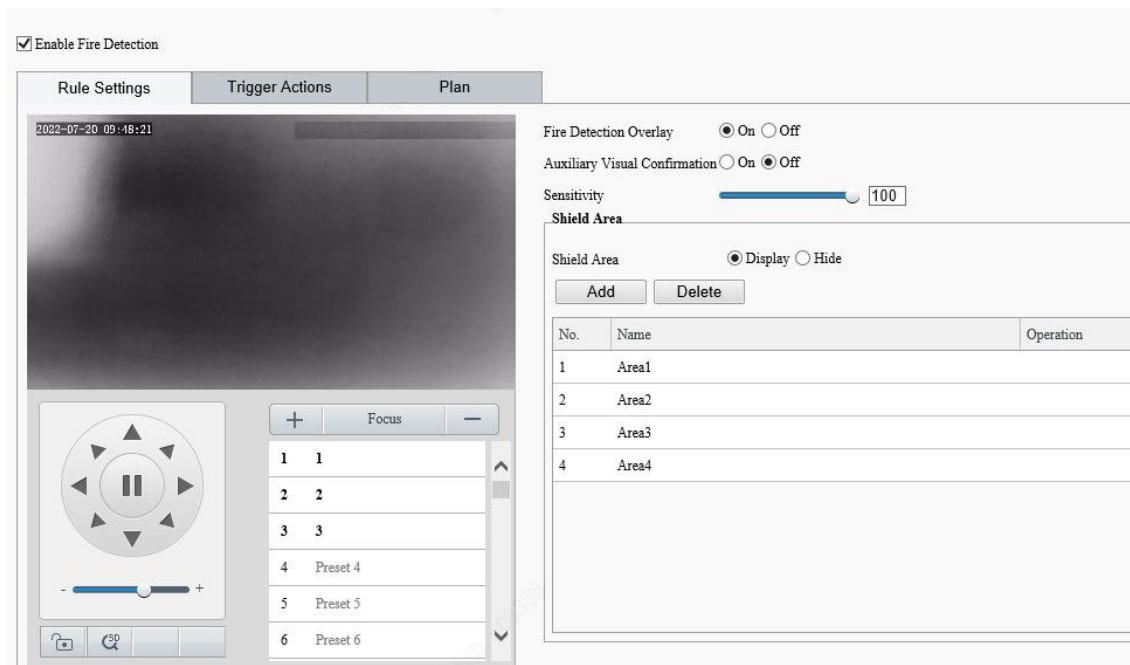 Enable Fire Detection
Rule Settings Trigger Actions Plan
2022-07-20 09:48:21
Fire Detection Overlay On Off
Auxiliary Visual Confirmation On Off
Sensitivity 100
Shield Area
Shield Area Display Hide
Add Delete
No. Name Operation
1 Area1
2 Area2
3 Area3
4 Area4
+ Focus −
1 1
2 2
3 3
4 Preset 4
5 Preset 5
6 Preset 6
- +
3D